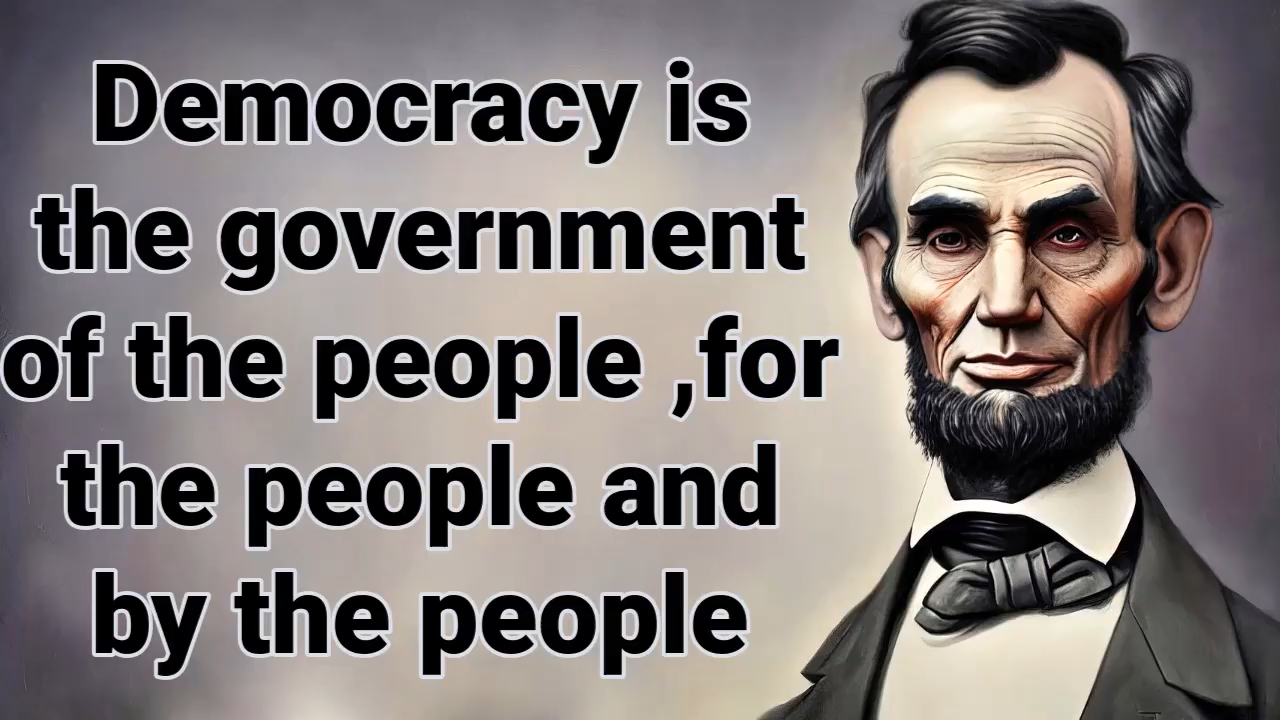 Democracy is
the government
of the people ,for
the people and
by the people